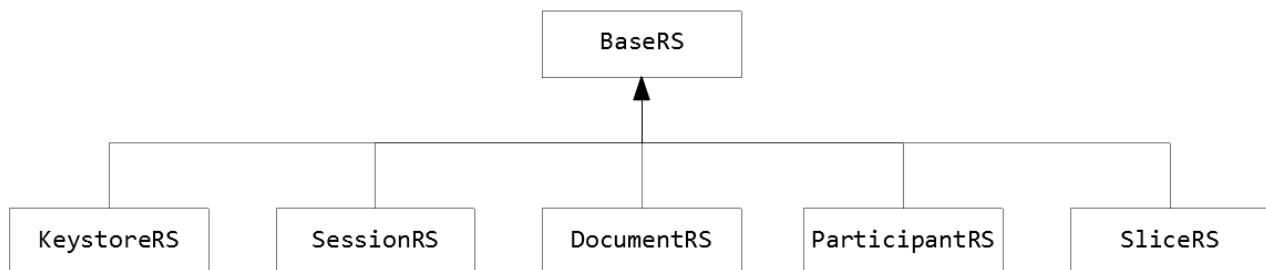 BaseRS
KeystoreRS
SessionRS
DocumentRS
ParticipantRS
SliceRS